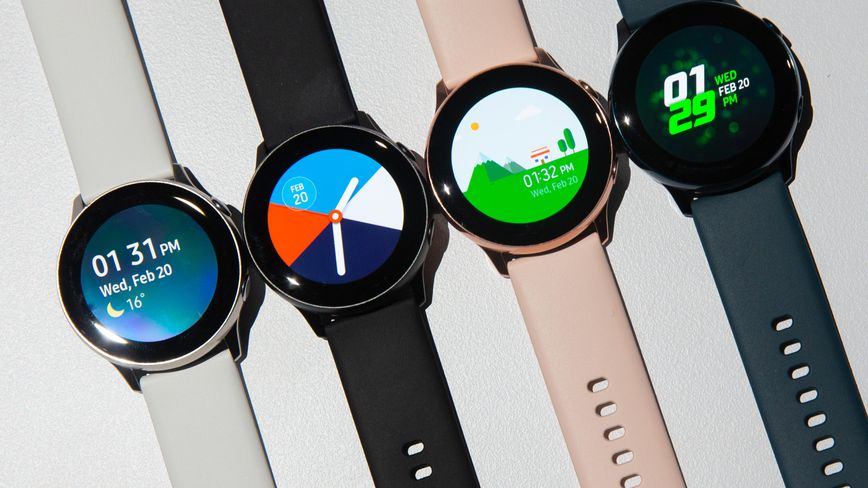 01 31 PM
Wed, Feb 20
16°
FEB
20
01:32 PM
Wed, Feb 20
01
29
WED
FEB 20
PM